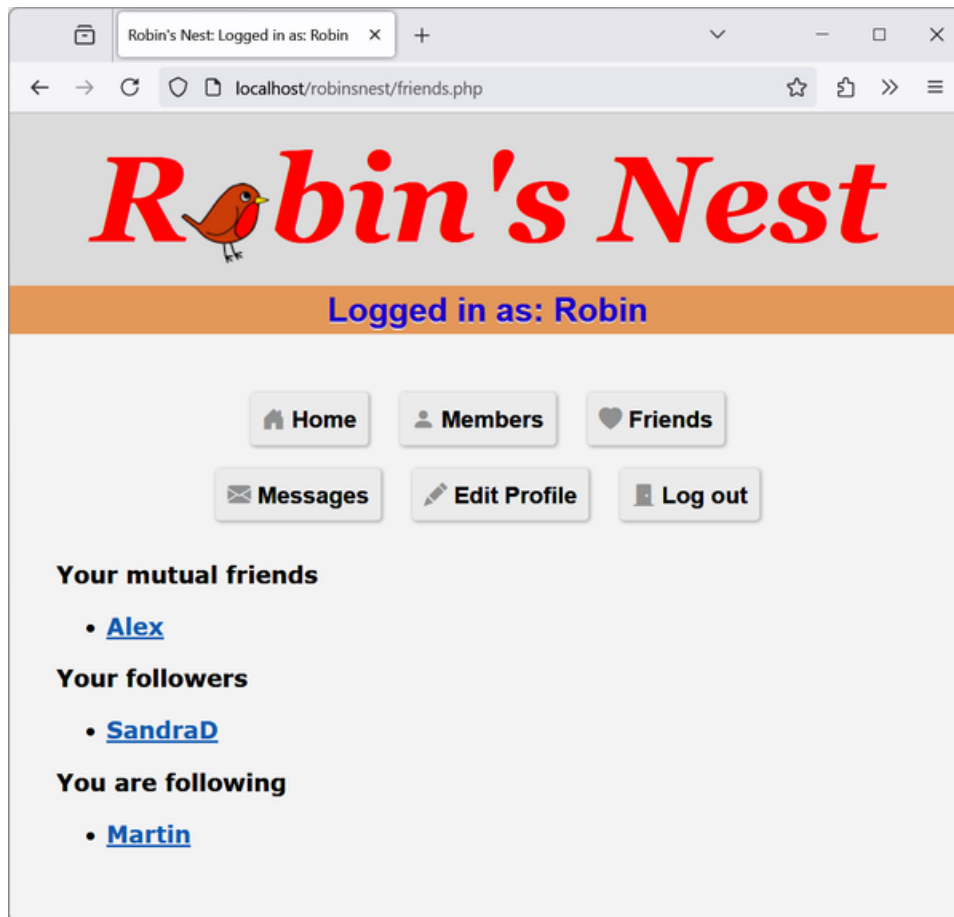 Robin's Nest: Logged in as: Robin
localhost/robinsnest/friends.php
Robin's Nest
Logged in as: Robin
Home Members Friends
Messages Edit Profile Log out
Your mutual friends
• Alex
Your followers
• SandraD
You are following
• Martin